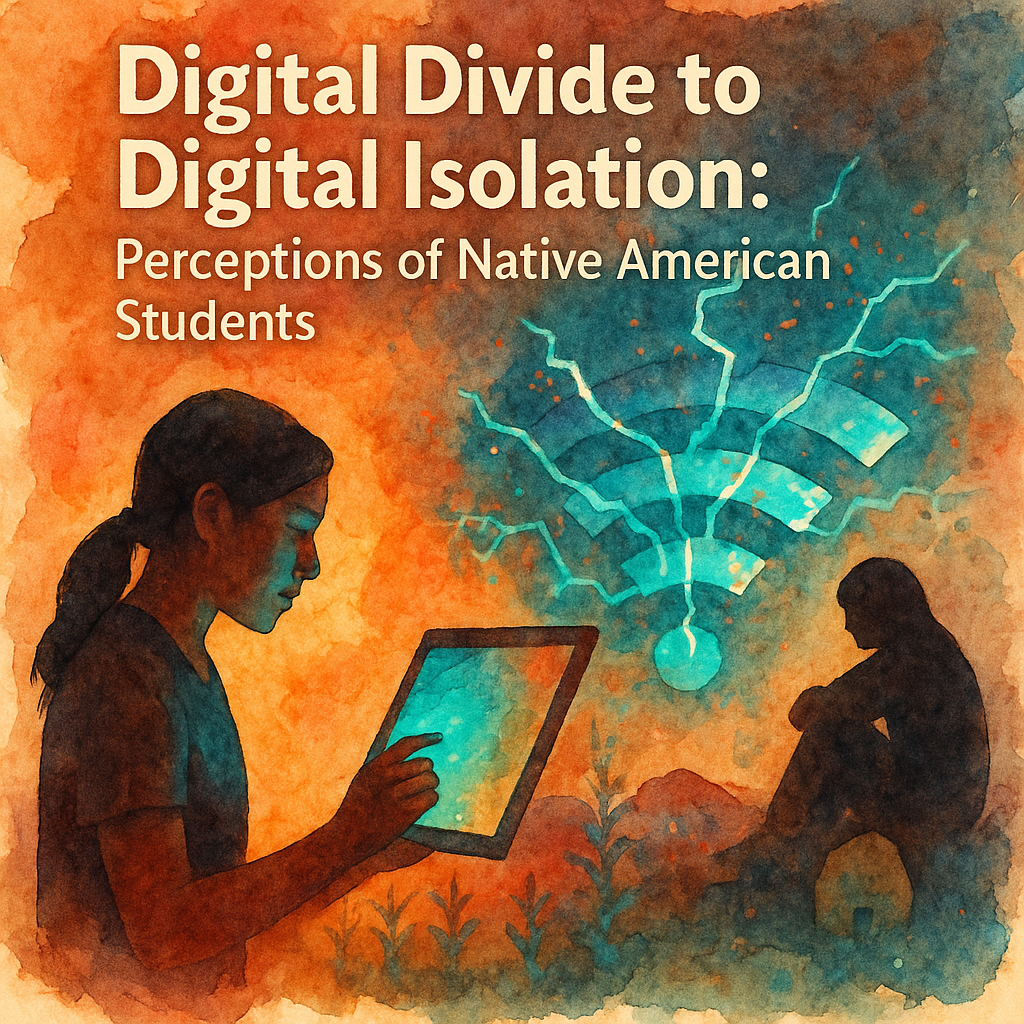 Digital Divide to
Digital Isolation:
Perceptions of Native American
Students